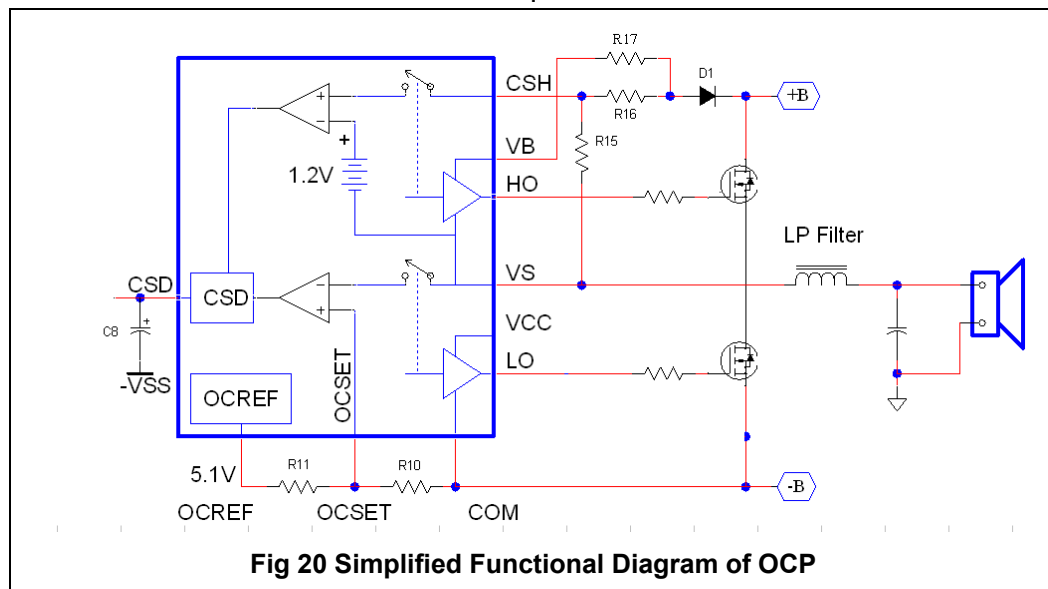 R17
CSH
D1
+B
R16
R15
VB
1.2V
HO
LP Filter
CSD
CSD
VS
C8
VCC
LO
-VSS
OCREF
OCSET
5.1V
R11
R10
-B
OCREF
OCSET
COM
Fig 20 Simplified Functional Diagram of OCP